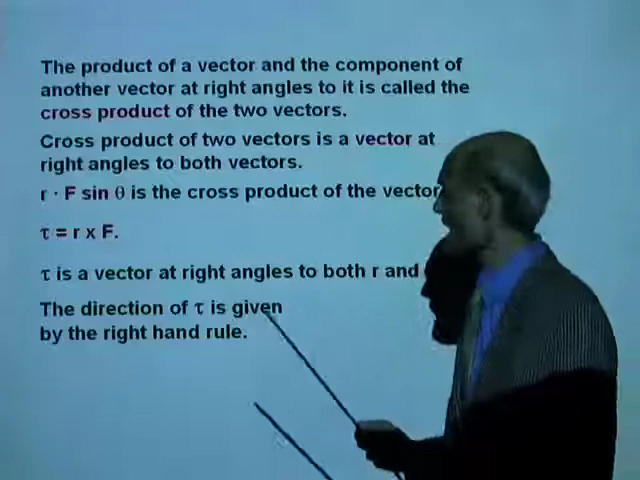 The product of a vector and the component of
another vector at right angles to it is called the
cross product of the two vectors.
Cross product of two vectors is a vector at
right angles to both vectors.
r · F sin θ is the cross product of the vector
τ = r x F.
τ is a vector at right angles to both r and
The direction of τ is given
by the right hand rule.